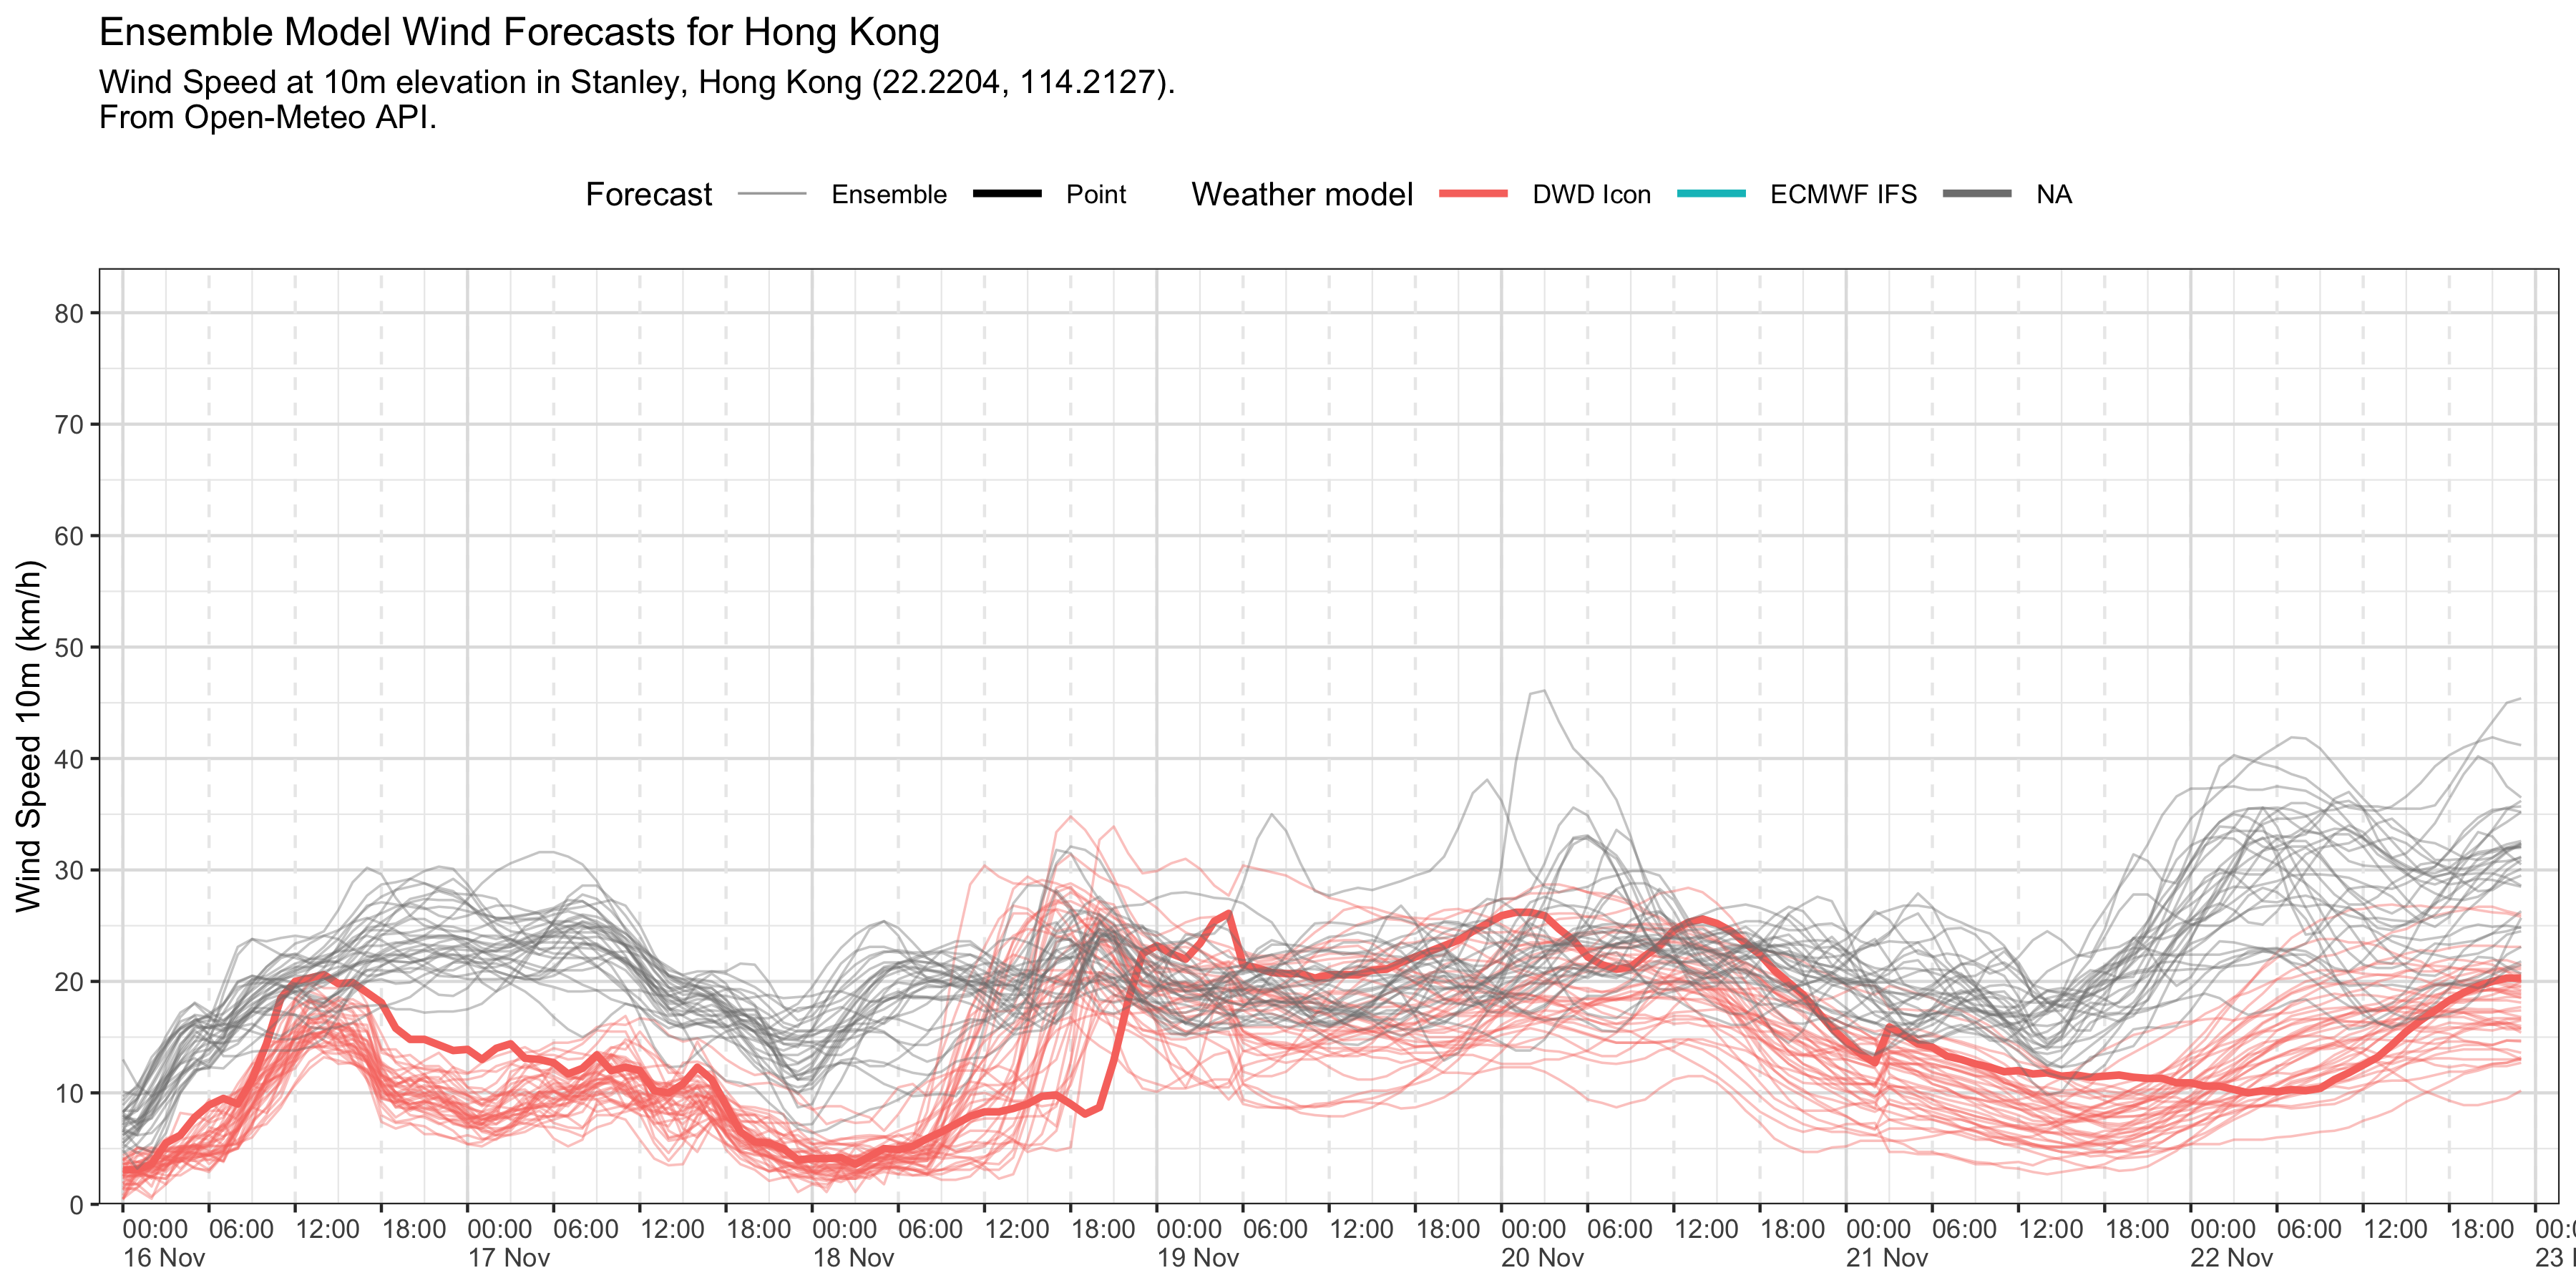 Ensemble Model Wind Forecasts for Hong Kong
Wind Speed at 10m elevation in Stanley, Hong Kong (22.2204, 114.2127).
From Open-Meteo API.
Forecast Ensemble Point Weather model DWD Icon ECMWF IFS NA
Wind Speed 10m (km/h)
80
70
60
50
40
30
20
10
0
00:00 06:00 12:00 18:00 00:00 06:00 12:00 18:00 00:00 06:00 12:00 18:00 00:00 06:00 12:00 18:00 00:00 06:00 12:00 18:00 00:00 06:00 12:00 18:00 00:00 06:00 12:00 18:00 00:
16 Nov 17 Nov 18 Nov 19 Nov 20 Nov 21 Nov 22 Nov 23